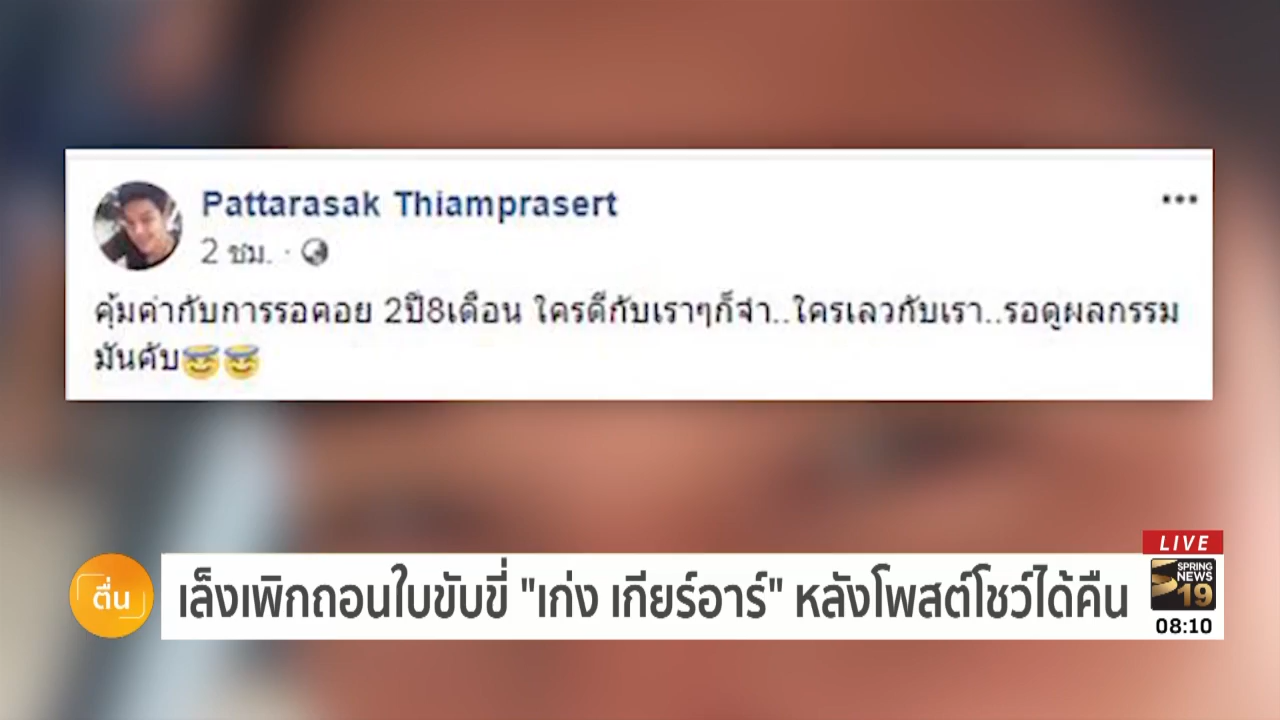 Pattarasak Thiamprasert
2 ชม.
คุ้มค่ากับการรอคอย 2ปี8เดือน ใครดีกับเราๆก็จำ..ใครเลวกับเรา..รอดูผลกรรม
มันคับ😇😇
LIVE
ตื่น
เล็งเพิกถอนใบขับขี่ "เก่ง เกียร์อาร์" หลังโพสต์โชว์ได้คืน
SPRING
NEWS
19
08:10